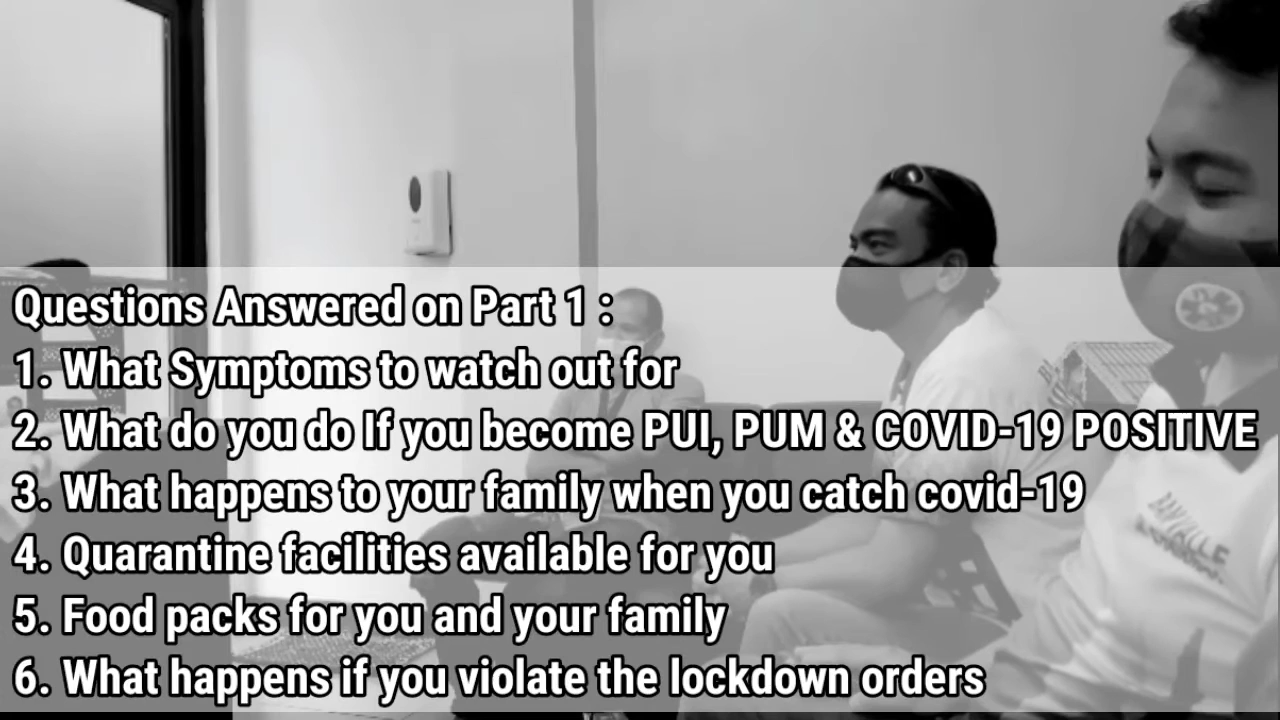 Questions Answered on Part 1 :
1. What Symptoms to watch out for
2. What do you do If you become PUI, PUM & COVID-19 POSITIVE
3. What happens to your family when you catch covid-19
4. Quarantine facilities available for you
5. Food packs for you and your family
6. What happens if you violate the lockdown orders